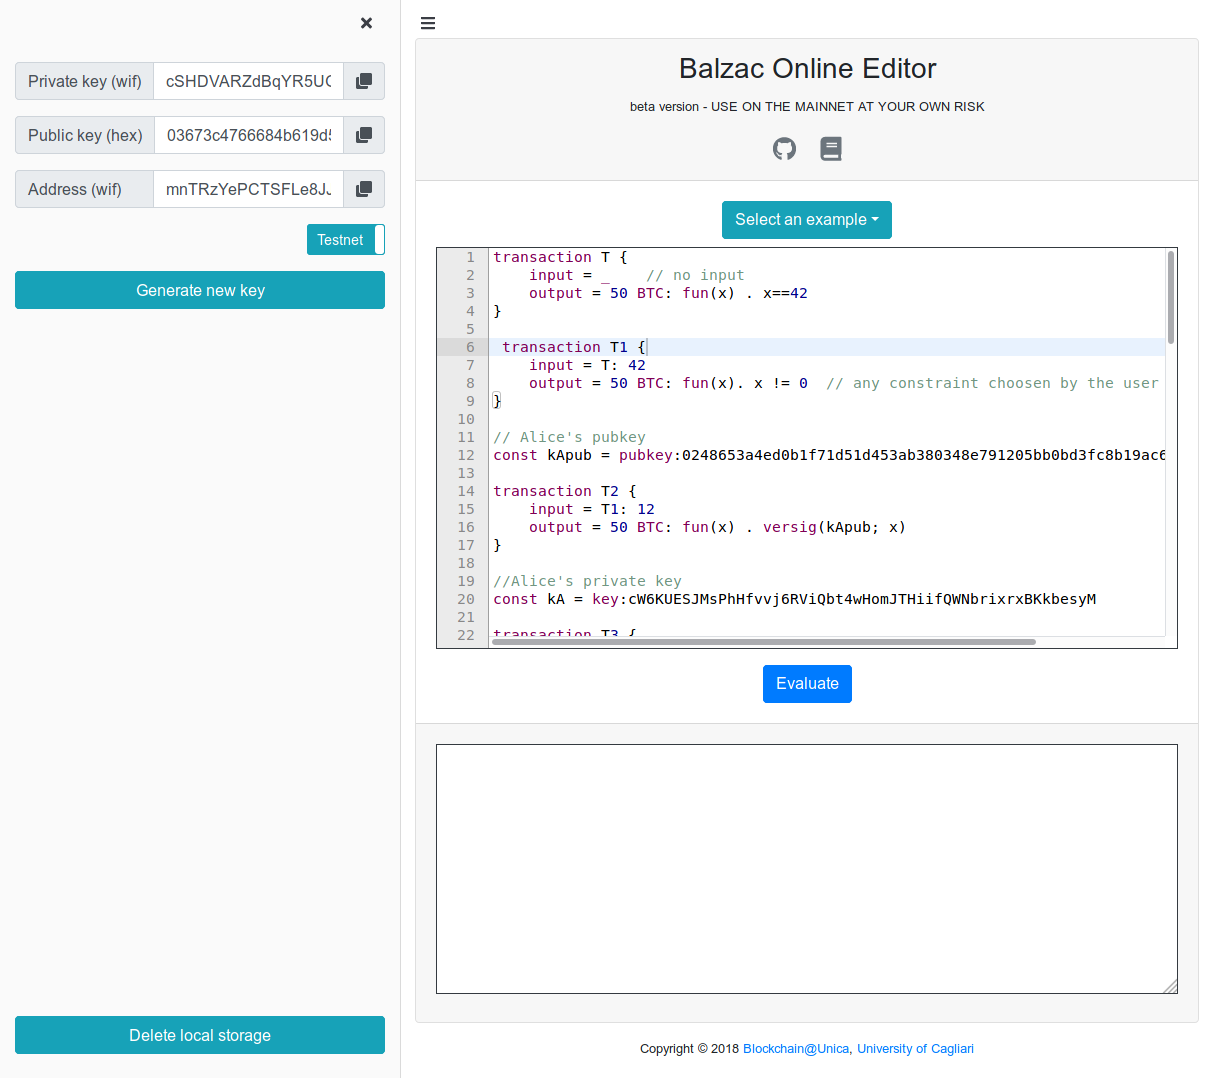 Private key (wif) cSHDVARZdBqYR5U
Public key (hex) 03673c4766684b619d
Address (wif) mnTRzYePCTSFLe8J
Testnet
Generate new key
Delete local storage
Balzac Online Editor
beta version - USE ON THE MAINNET AT YOUR OWN RISK
Select an example
1 transaction T {
2 input = _ // no input
3 output = 50 BTC: fun(x) . x==42
4 }
5
6 transaction T1 {
7 input = T: 42
8 output = 50 BTC: fun(x). x != 0 // any constraint choosen by the user
9 }
10
11 // Alice's pubkey
12 const kApub = pubkey:0248653a4ed0b1f71d51d453ab380348e791205bb0bd3fc8b19ac6
13
14 transaction T2 {
15 input = T1: 12
16 output = 50 BTC: fun(x) . versig(kApub; x)
17 }
18
19 //Alice's private key
20 const kA = key:cW6KUESJMsPhHfvvj6RViQbt4wHomJTHiifQWNbrixrxBKkbesyM
21
22 transaction T3 {
Evaluate
Copyright © 2018 Blockchain@Unica, University of Cagliari